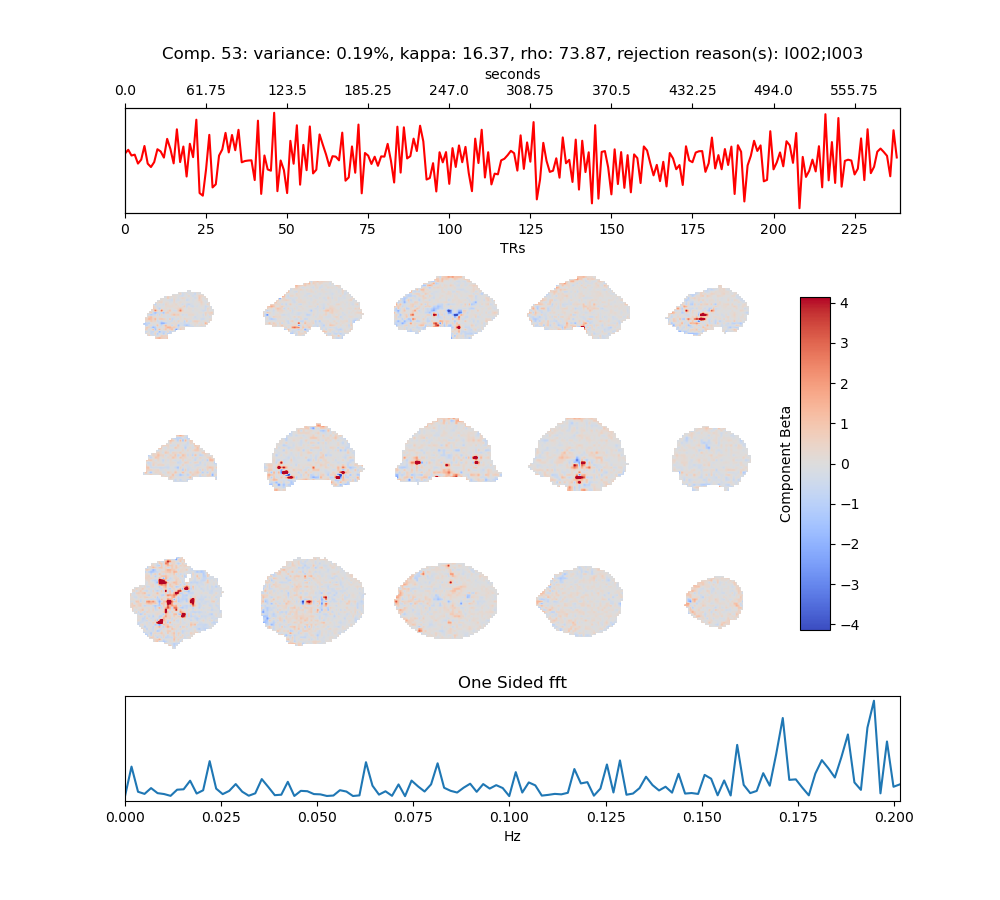 Comp. 53: variance: 0.19%, kappa: 16.37, rho: 73.87, rejection reason(s): I002;I003
seconds
0.0 61.75 123.5 185.25 247.0 308.75 370.5 432.25 494.0 555.75
0 25 50 75 100 125 150 175 200 225
TRs
4
3
2
1
0
−1
−2
−3
−4
Component Beta
One Sided fft
0.000 0.025 0.050 0.075 0.100 0.125 0.150 0.175 0.200
Hz